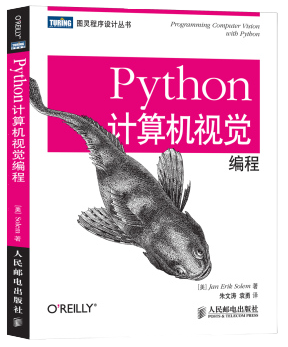 O'REILLY®
Python计算机视觉编程
[美] Solem 著
人民邮电出版社
TURING 图灵程序设计丛书
Programming Computer Vision
with Python
Python
计算机视觉
编程
[美] Jan Erik Solem 著
朱文涛 袁勇 译
O'REILLY®
人民邮电出版社
POSTS & TELECOM PRESS